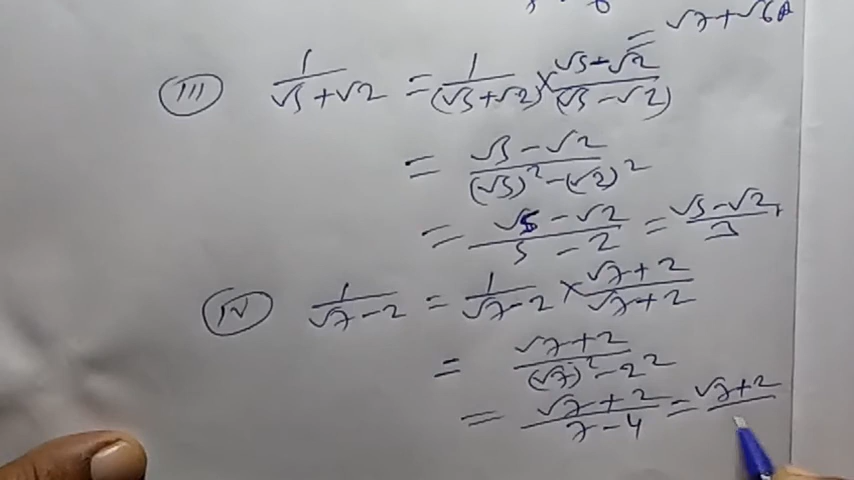 = √7+√6
(III) 1/(√5+√2) = 1/(√5+√2) × (√5-√2)/(√5-√2)
= (√5-√2)/((√5)²-(√2)²)
= (√5-√2)/(5-2) = (√5-√2)/3
(IV) 1/(√7-2) = 1/(√7-2) × (√7+2)/(√7+2)
= (√7+2)/((√7)²-2²)
= (√7+2)/(7-4) = √7+2